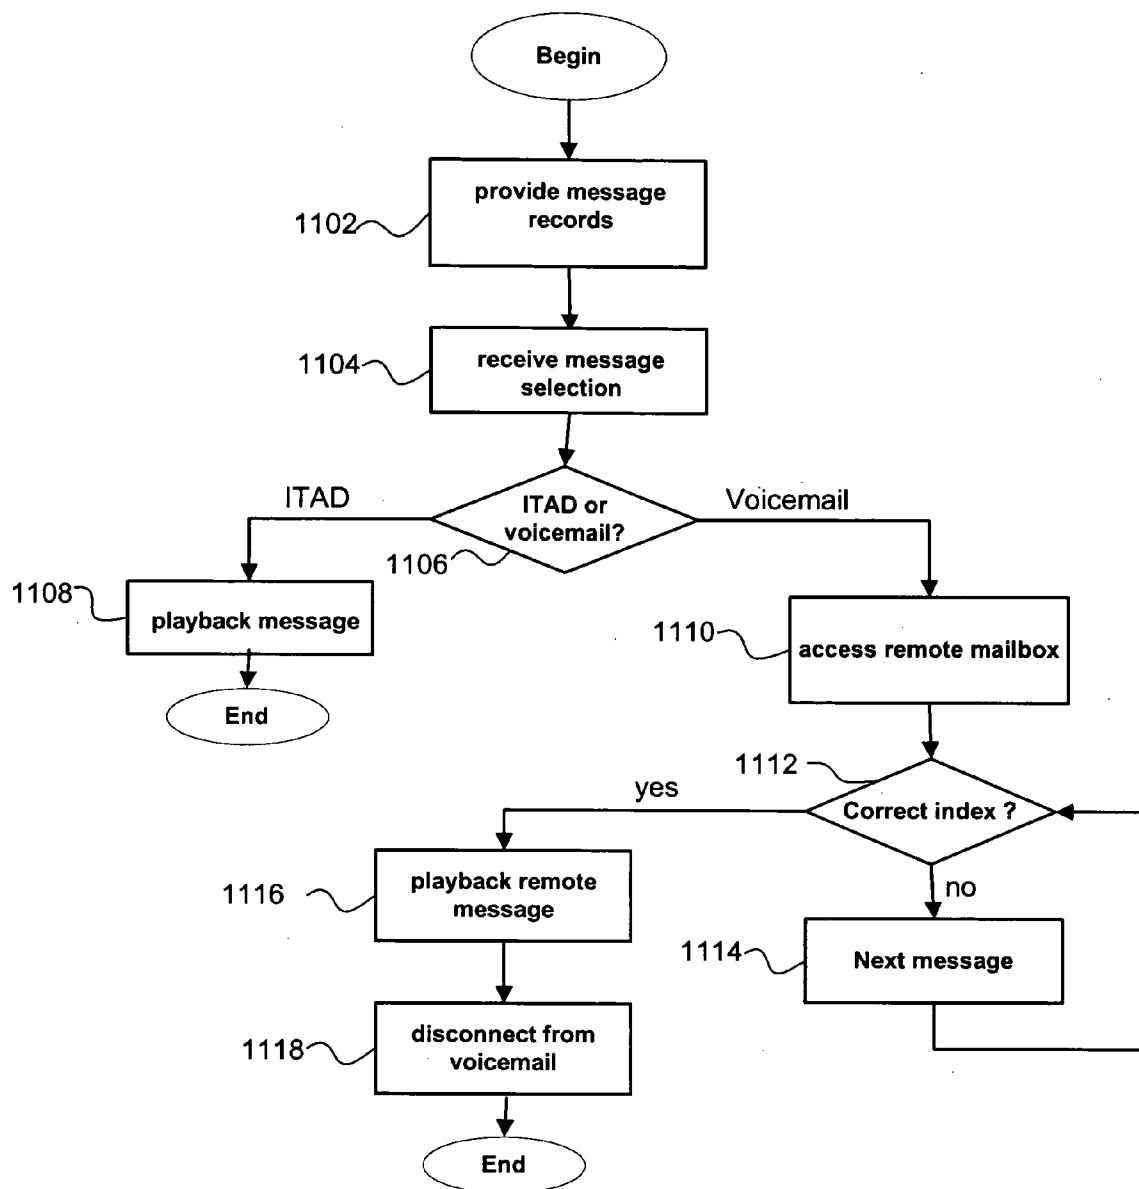 Begin
provide message
records
1102
receive message
selection
1104
ITAD
ITAD or
voicemail?
Voicemail
1106
1108
playback message
End
1110
access remote mailbox
1112
yes
Correct index ?
no
1116
playback remote
message
1114
Next message
1118
disconnect from
voicemail
End